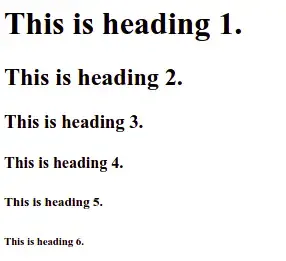 This is heading 1.
This is heading 2.
This is heading 3.
This is heading 4.
This is heading 5.
This is heading 6.